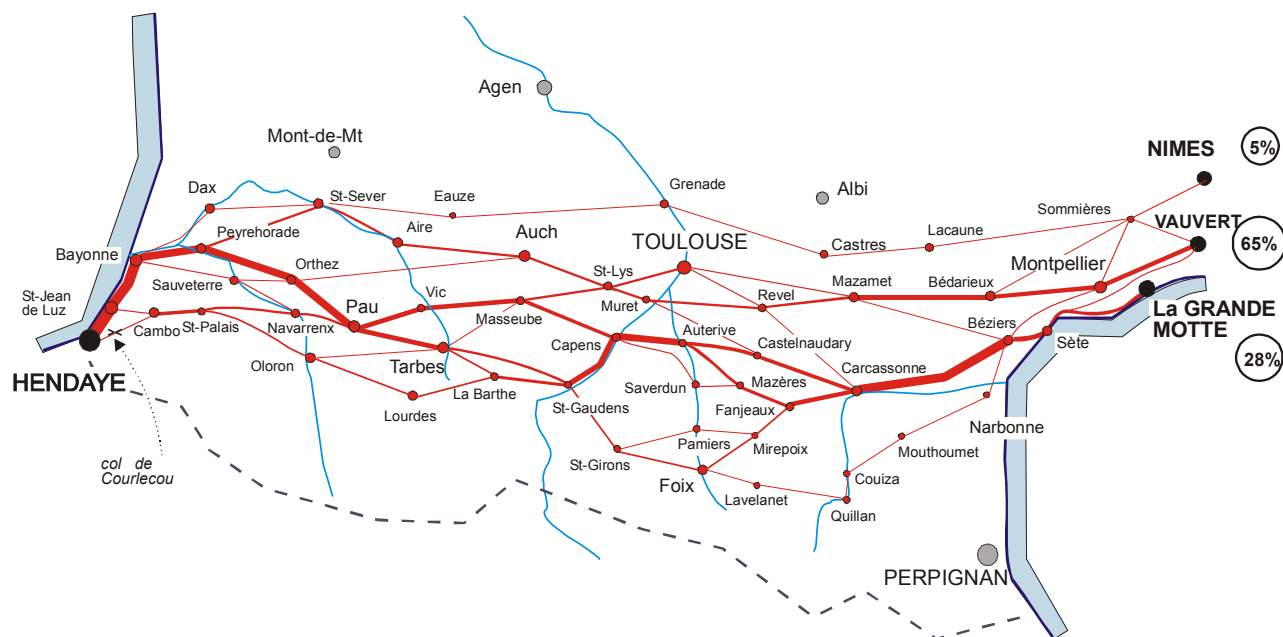 Agen
Mont-de-Mt
NIMES
5%
Dax
St-Sever
Eauze
Grenade
Albi
Sommières
VAUVERT
65%
Peyrehorade
Aire
Auch
TOULOUSE
Castres
Lacaune
Bayonne
Orthez
St-Lys
Montpellier
Sauveterre
Vic
Muret
Revel
Mazamet
Bédarieux
St-Jean
de Luz
Cambo
St-Palais
Navarrenx
Pau
Masseube
Auterive
Béziers
La GRANDE
MOTTE
Sète
28%
HENDAYE
Oloron
Tarbes
Capens
Castelnaudary
Carcassonne
La Barthe
Saverdun
Mazères
Lourdes
St-Gaudens
Fanjeaux
Narbonne
col de
Courlecou
St-Girons
Pamiers
Mirepoix
Mouthoumet
Foix
Lavelanet
Couiza
Quillan
PERPIGNAN